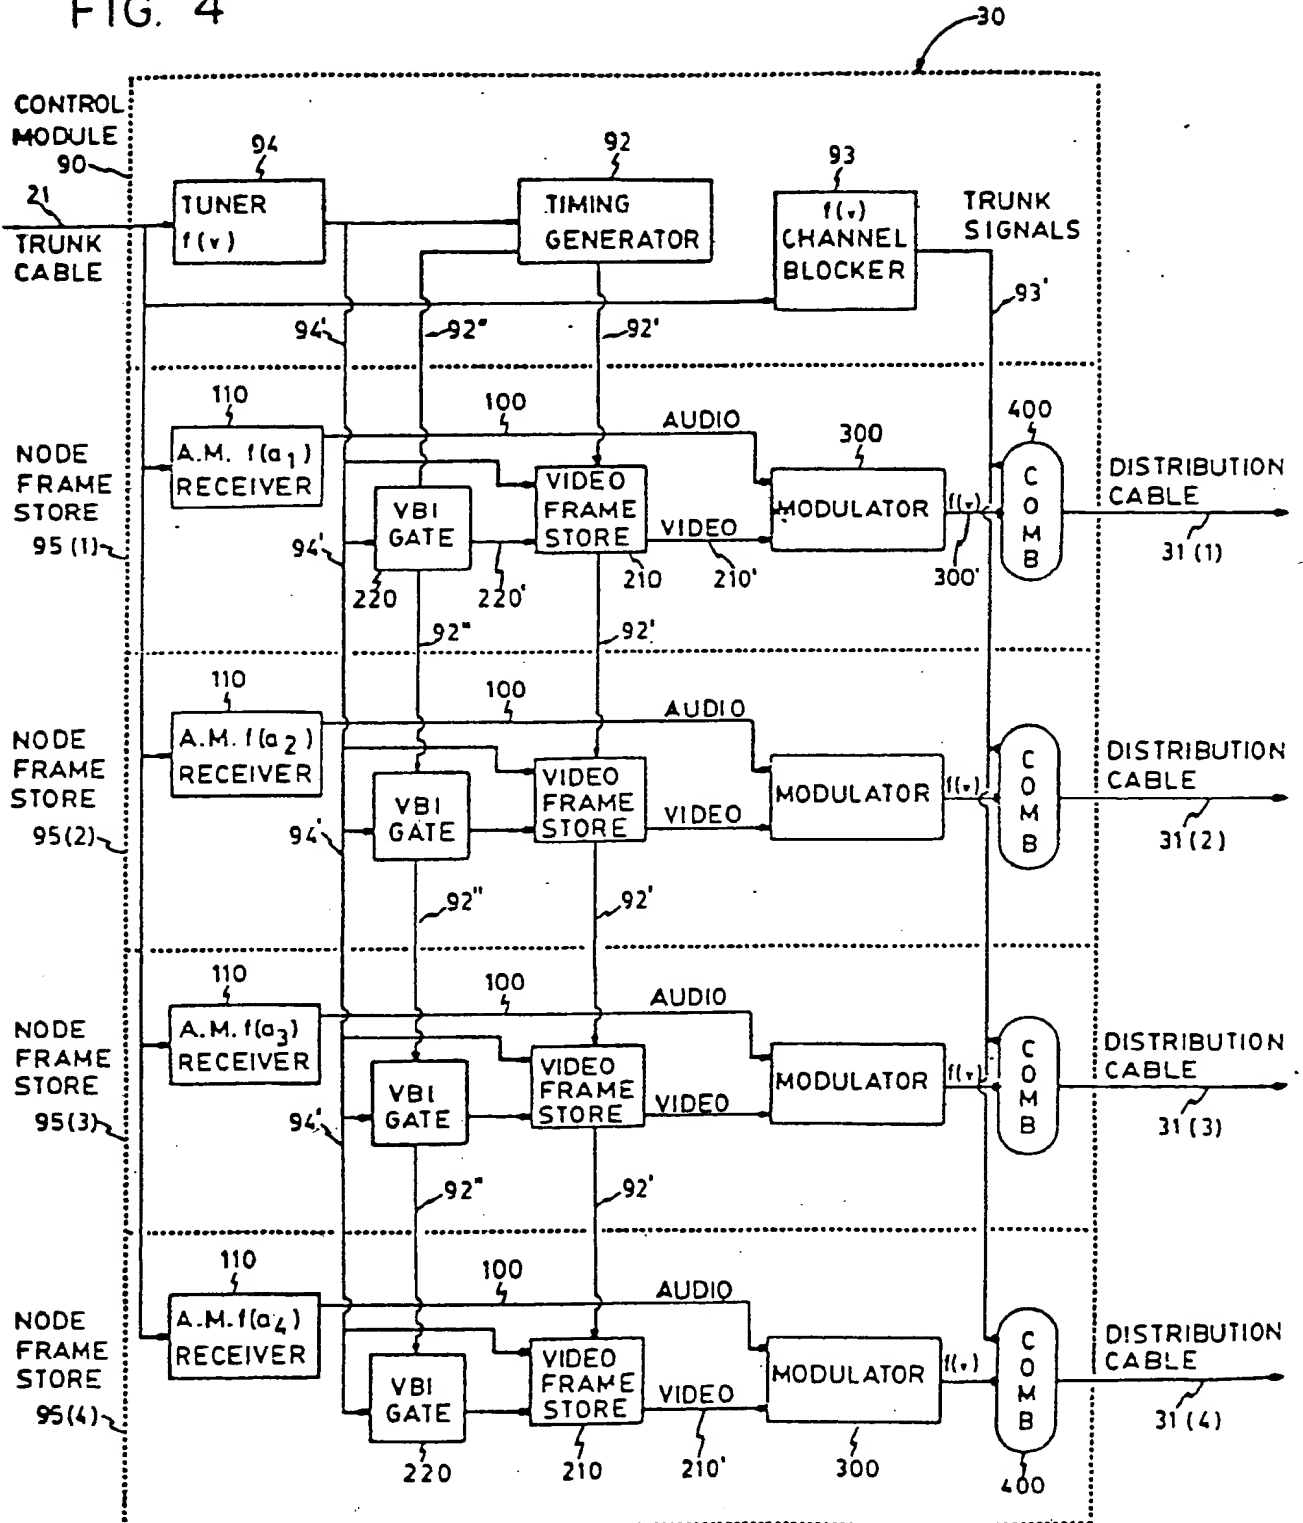 FIG. 4
30
CONTROL
MODULE
90
21
TRUNK
CABLE
94
TUNER
f(v)
92
TIMING
GENERATOR
93
f(v)
CHANNEL
BLOCKER
TRUNK
SIGNALS
93'
94'
92"
92'
NODE
FRAME
STORE
95(1)
110
A.M. f(a1)
RECEIVER
100
AUDIO
94'
VBI
GATE
220
220'
VIDEO
FRAME
STORE
210
VIDEO
210'
300
MODULATOR
f(v)
300'
400
COMB
DISTRIBUTION
CABLE
31(1)
92"
92'
NODE
FRAME
STORE
95(2)
110
A.M. f(a2)
RECEIVER
100
AUDIO
94'
VBI
GATE
VIDEO
FRAME
STORE
VIDEO
MODULATOR
f(v)
COMB
DISTRIBUTION
CABLE
31(2)
92"
92'
NODE
FRAME
STORE
95(3)
110
A.M. f(a3)
RECEIVER
100
AUDIO
94'
VBI
GATE
VIDEO
FRAME
STORE
VIDEO
MODULATOR
f(v)
COMB
DISTRIBUTION
CABLE
31(3)
92"
92'
NODE
FRAME
STORE
95(4)
110
A.M. f(a4)
RECEIVER
100
AUDIO
VBI
GATE
220
VIDEO
FRAME
STORE
210
VIDEO
210'
MODULATOR
300
f(v)
COMB
400
DISTRIBUTION
CABLE
31(4)